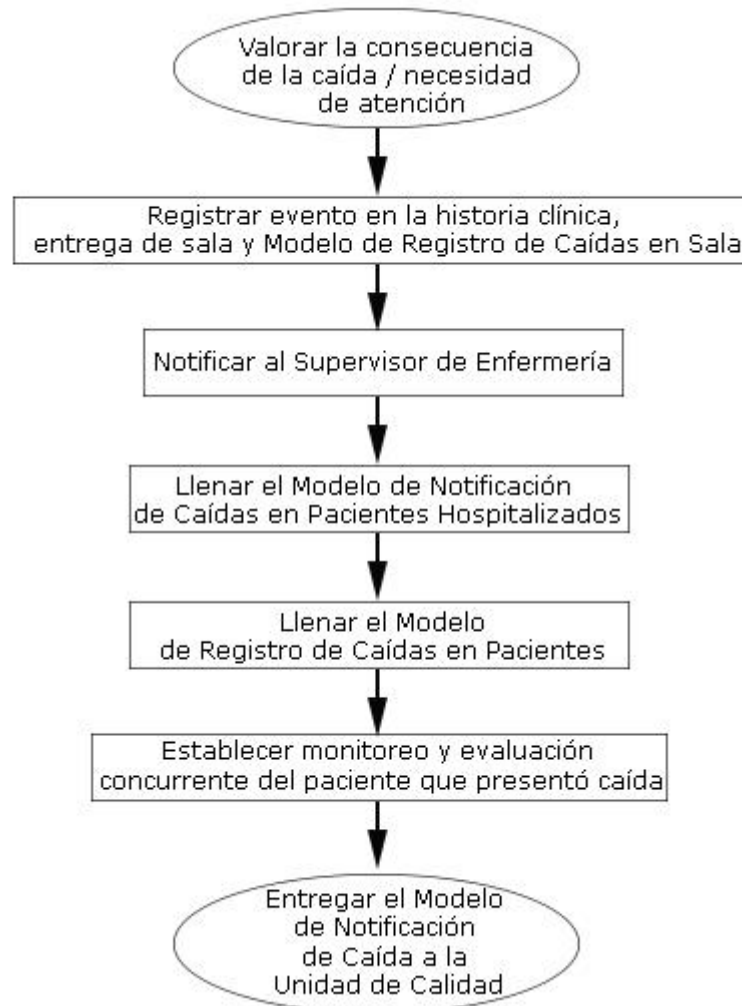 Valorar la consecuencia
de la caída / necesidad
de atención
Registrar evento en la historia clínica,
entrega de sala y Modelo de Registro de Caídas en Sala
Notificar al Supervisor de Enfermería
Llenar el Modelo de Notificación
de Caídas en Pacientes Hospitalizados
Llenar el Modelo
de Registro de Caídas en Pacientes
Establecer monitoreo y evaluación
concurrente del paciente que presentó caída
Entregar el Modelo
de Notificación
de Caída a la
Unidad de Calidad